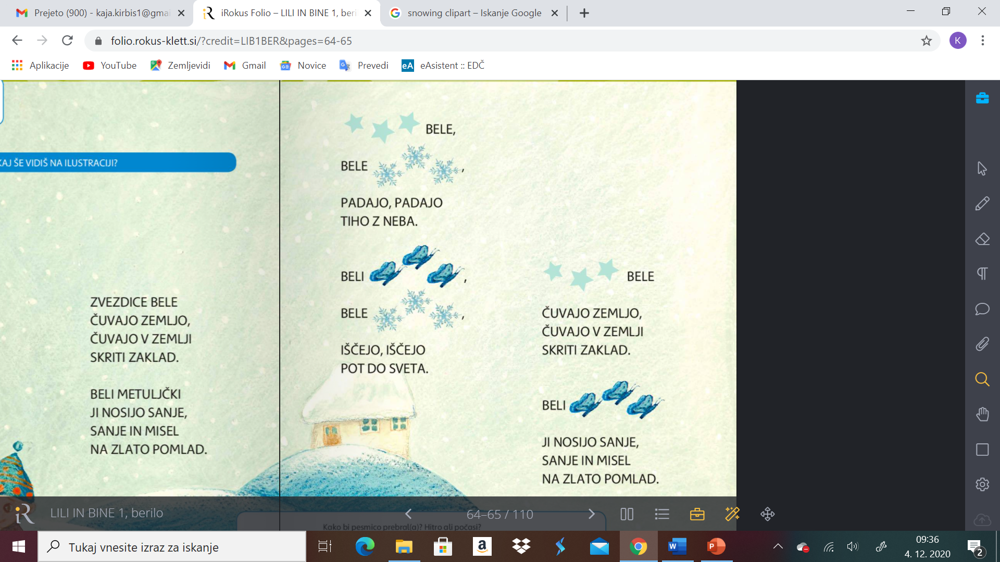 Prejeto (900) - kaja.kirbis1@gmai
iRokus Folio – LILI IN BINE 1, beri
snowing clipart – Iskanje Google
folio.rokus-klett.si/?credit=LIB1BER&pages=64-65
K
Aplikacije
YouTube
Zemljevidi
Gmail
Novice
Prevedi
eA
eAsistent :: EDČ
KAJ ŠE VIDIŠ NA ILUSTRACIJI?
ZVEZDICE BELE
ČUVAJO ZEMLJO,
ČUVAJO V ZEMLJI
SKRITI ZAKLAD.
BELI METULJČKI
JI NOSIJO SANJE,
SANJE IN MISEL
NA ZLATO POMLAD.
BELE,
BELE ,
PADAJO, PADAJO
TIHO Z NEBA.
BELI ,
BELE ,
IŠČEJO, IŠČEJO
POT DO SVETA.
BELE
ČUVAJO ZEMLJO,
ČUVAJO V ZEMLJI
SKRITI ZAKLAD.
BELI
JI NOSIJO SANJE,
SANJE IN MISEL
NA ZLATO POMLAD.
Kako bi pesmico prebral(a)? Hitro ali počasi?
iR
LILI IN BINE 1, berilo
64–65 / 110
Tukaj vnesite izraz za iskanje
09:36
4. 12. 2020
2